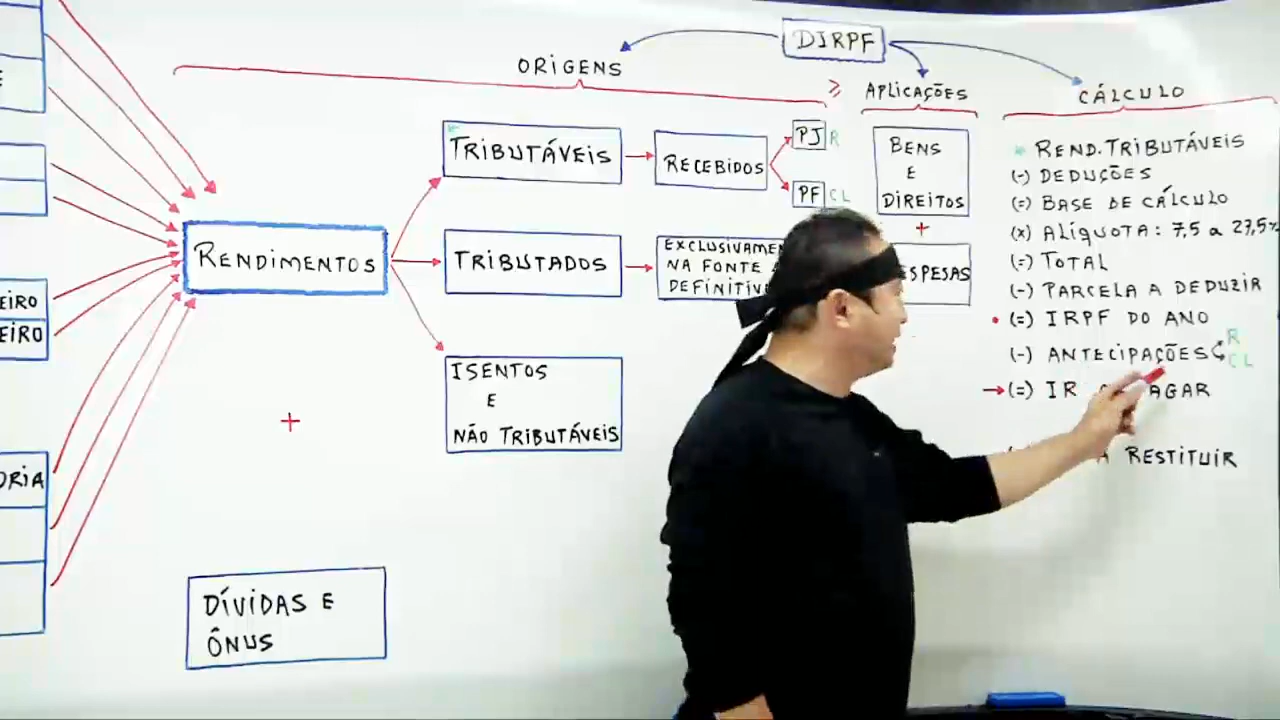 DIRPF
ORIGENS
≥
APLICAÇÕES
CÁLCULO
TRIBUTÁVEIS
RECEBIDOS
PJ R
PF CL
BENS
E
DIREITOS
+
REND. TRIBUTÁVEIS
(-) DEDUÇÕES
(=) BASE DE CÁLCULO
(x) ALÍQUOTA: 7,5 a 27,5%
(=) TOTAL
(-) PARCELA A DEDUZIR
(=) IRPF DO ANO
(-) ANTECIPAÇÕES R
CL
(=) IR AGAR
A RESTITUIR
RENDIMENTOS
TRIBUTADOS
EXCLUSIVAMEN
NA FONTE
DEFINITIV
ESPESAS
ISENTOS
E
NÃO TRIBUTÁVEIS
EIRO
EIRO
+
ORIA
DÍVIDAS E
ÔNUS